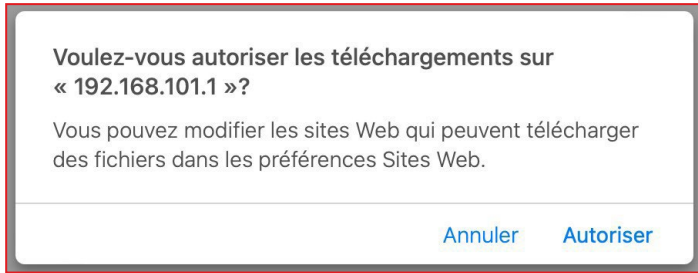 Voulez-vous autoriser les téléchargements sur
« 192.168.101.1 »?
Vous pouvez modifier les sites Web qui peuvent télécharger
des fichiers dans les préférences Sites Web.
Annuler Autoriser